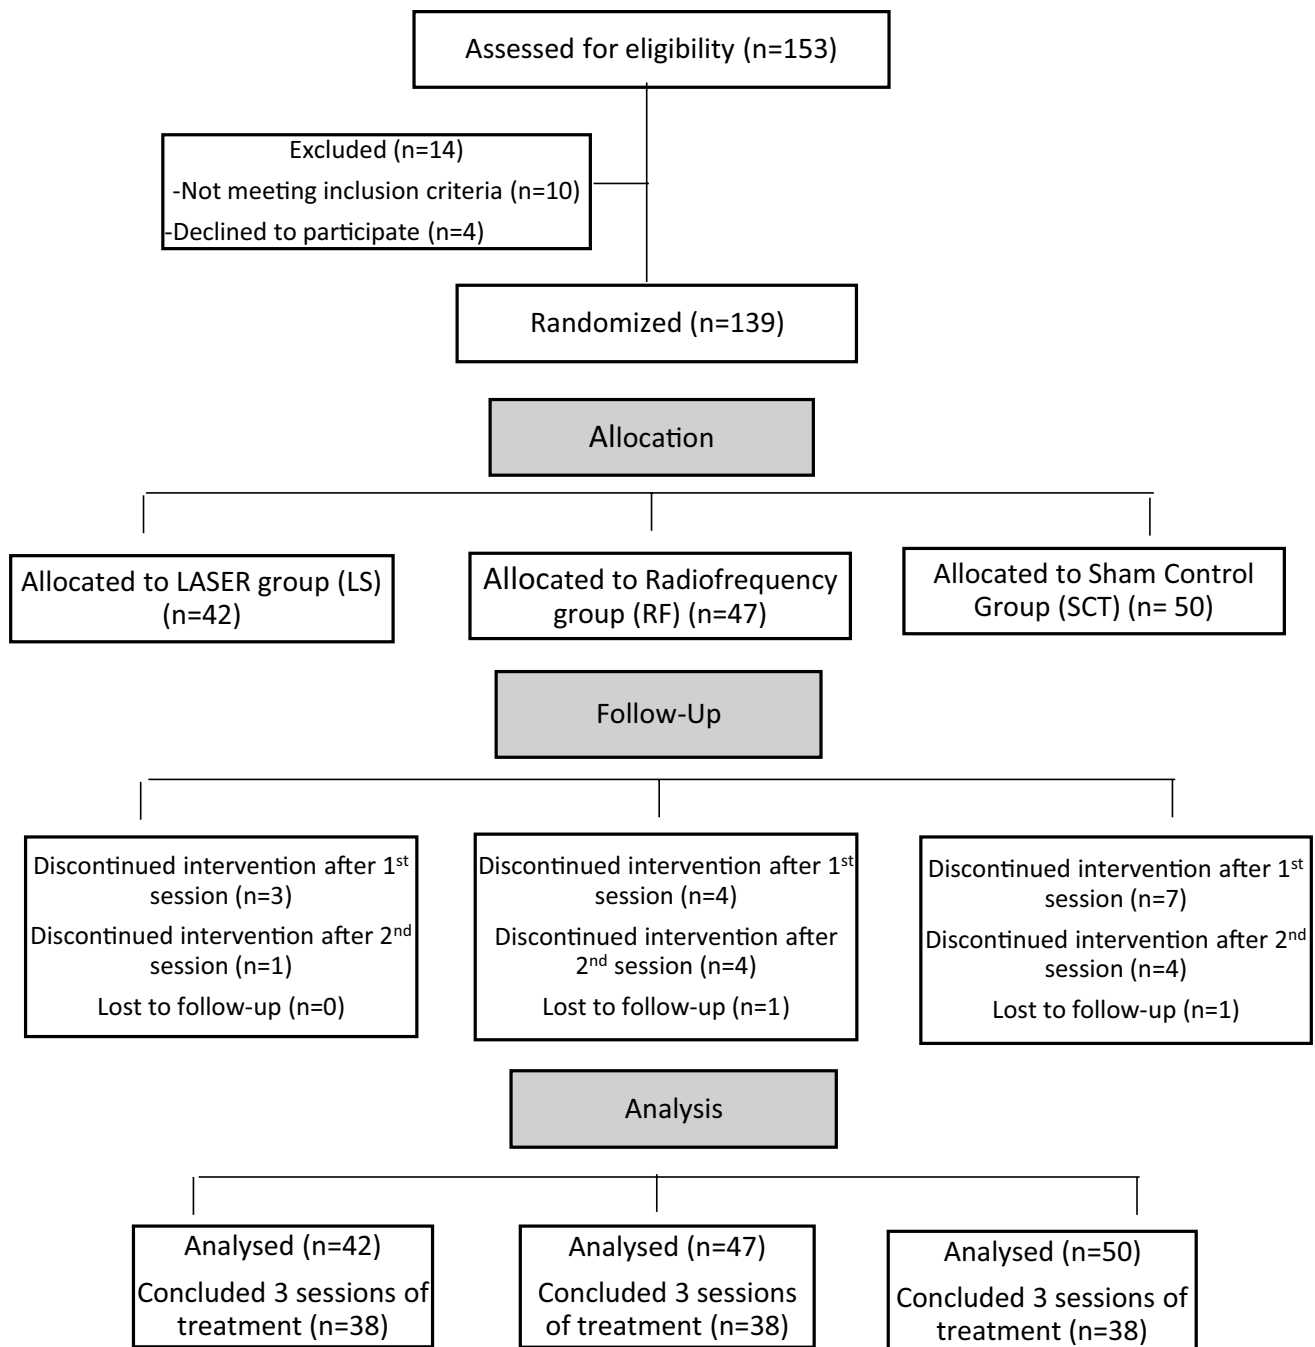 Assessed for eligibility (n=153)
Excluded (n=14)
-Not meeting inclusion criteria (n=10)
-Declined to participate (n=4)
Randomized (n=139)
Allocation
Allocated to LASER group (LS)
(n=42)
Allocated to Radiofrequency
group (RF) (n=47)
Allocated to Sham Control
Group (SCT) (n= 50)
Follow-Up
Discontinued intervention after 1st
session (n=3)
Discontinued intervention after 2nd
session (n=1)
Lost to follow-up (n=0)
Discontinued intervention after 1st
session (n=4)
Discontinued intervention after
2nd session (n=4)
Lost to follow-up (n=1)
Discontinued intervention after 1st
session (n=7)
Discontinued intervention after 2nd
session (n=4)
Lost to follow-up (n=1)
Analysis
Analysed (n=42)
Concluded 3 sessions of
treatment (n=38)
Analysed (n=47)
Concluded 3 sessions
of treatment (n=38)
Analysed (n=50)
Concluded 3 sessions of
treatment (n=38)